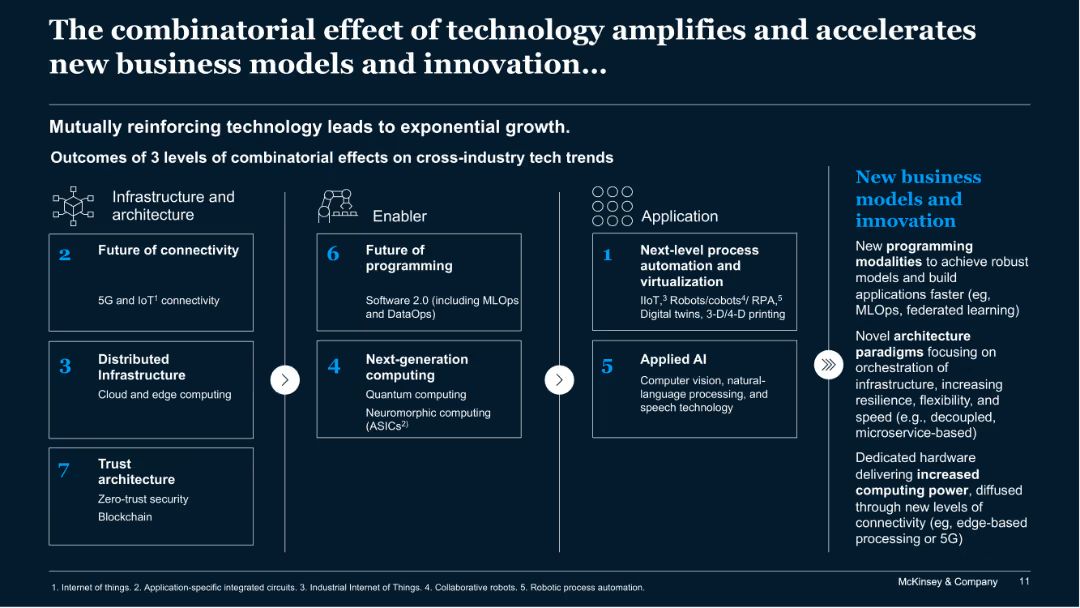 The combinatorial effect of technology amplifies and accelerates
new business models and innovation...
Mutually reinforcing technology leads to exponential growth.
Outcomes of 3 levels of combinatorial effects on cross-industry tech trends
Infrastructure and
architecture
2
Future of connectivity
5G and IoT¹ connectivity
3
Distributed
Infrastructure
Cloud and edge computing
7
Trust
architecture
Zero-trust security
Blockchain
Enabler
6
Future of
programming
Software 2.0 (including MLOps
and DataOps)
4
Next-generation
computing
Quantum computing
Neuromorphic computing
(ASICs²⁾
Application
1
Next-level process
automation and
virtualization
IIoT,³ Robots/cobots⁴/ RPA,⁵
Digital twins, 3-D/4-D printing
5
Applied AI
Computer vision, natural-
language processing, and
speech technology
New business
models and
innovation
New programming
modalities to achieve robust
models and build
applications faster (eg,
MLOps, federated learning)
Novel architecture
paradigms focusing on
orchestration of
infrastructure, increasing
resilience, flexibility, and
speed (e.g., decoupled,
microservice-based)
Dedicated hardware
delivering increased
computing power, diffused
through new levels of
connectivity (eg, edge-based
processing or 5G)
1. Internet of things. 2. Application-specific integrated circuits. 3. Industrial Internet of Things. 4. Collaborative robots. 5. Robotic process automation.
McKinsey & Company 11